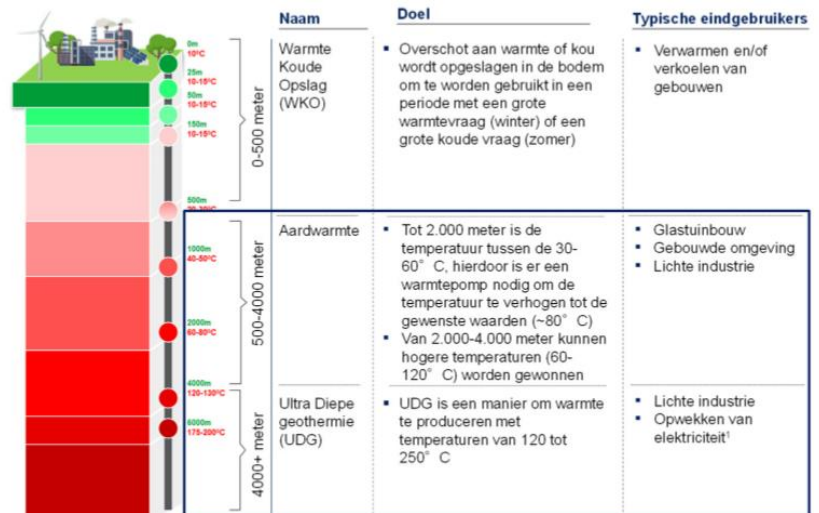 Naam
Doel
Typische eindgebruikers
0m
10°C
25m
10-15°C
50m
10-15°C
150m
10-15°C
500m
1000m
40-50°C
2000m
60-80°C
4000m
120-130°C
6000m
175-200°C
0-500 meter
500-4000 meter
4000+ meter
Warmte
Koude
Opslag
(WKO)
▪ Overschot aan warmte of kou
wordt opgeslagen in de bodem
om te worden gebruikt in een
periode met een grote
warmtevraag (winter) of een
grote koude vraag (zomer)
▪ Verwarmen en/of
verkoelen van
gebouwen
Aardwarmte
▪ Tot 2.000 meter is de
temperatuur tussen de 30-
60° C, hierdoor is er een
warmtepomp nodig om de
temperatuur te verhogen tot de
gewenste waarden (~80° C)
▪ Van 2.000-4.000 meter kunnen
hogere temperaturen (60-
120° C) worden gewonnen
▪ Glastuinbouw
▪ Gebouwde omgeving
▪ Lichte industrie
Ultra Diepe
geothermie
(UDG)
▪ UDG is een manier om warmte
te produceren met
temperaturen van 120 tot
250° C
▪ Lichte industrie
▪ Opwekken van
elektriciteit¹